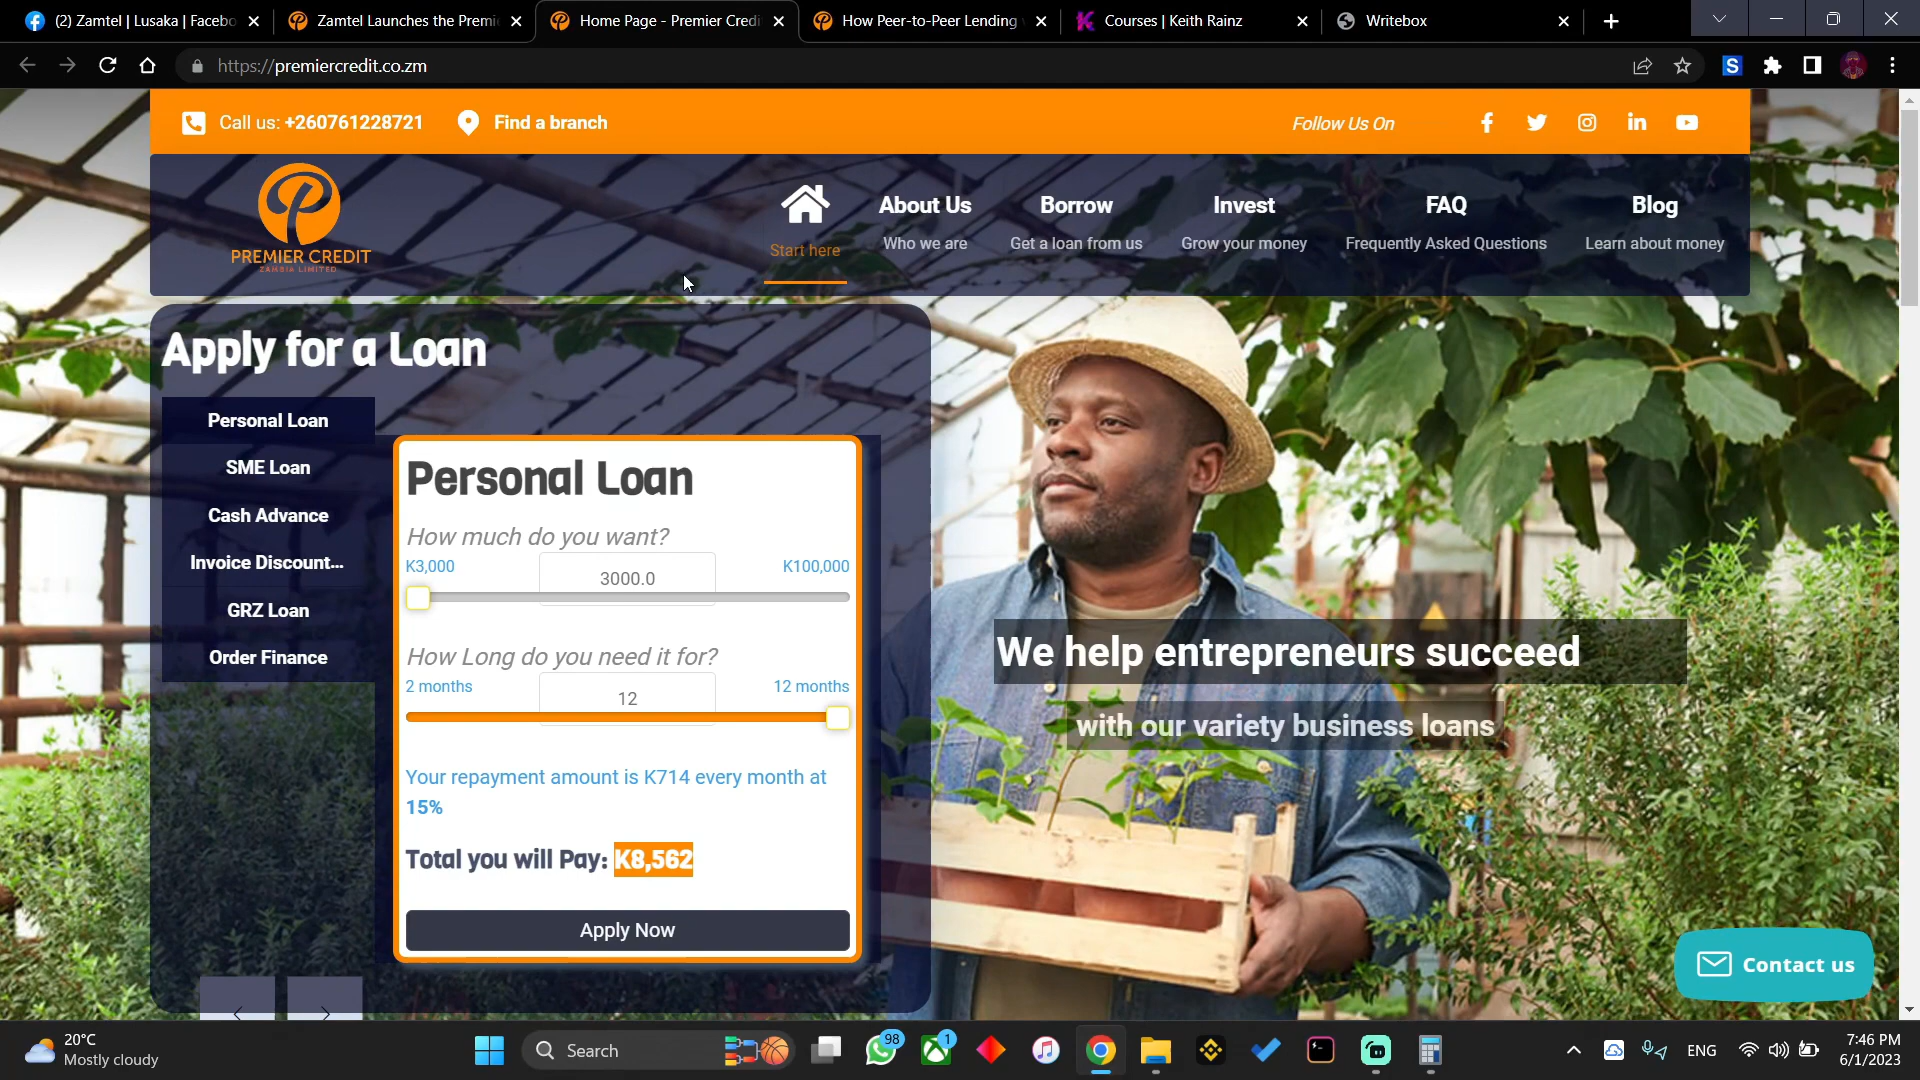 (2) Zamtel | Lusaka | Facebo
Zamtel Launches the Premi
Home Page - Premier Credi
How Peer-to-Peer Lending
Courses | Keith Rainz
Writebox
https://premiercredit.co.zm
S
Call us: +260761228721
Find a branch
Follow Us On
PREMIER CREDIT
ZAMBIA LIMITED
Start here
About Us
Who we are
Borrow
Get a loan from us
Invest
Grow your money
FAQ
Frequently Asked Questions
Blog
Learn about money
Apply for a Loan
Personal Loan
SME Loan
Cash Advance
Invoice Discount...
GRZ Loan
Order Finance
Personal Loan
How much do you want?
K3,000
3000.0
K100,000
How Long do you need it for?
2 months
12
12 months
Your repayment amount is K714 every month at
15%
Total you will Pay: K8,562
Apply Now
We help entrepreneurs succeed
with our variety business loans
Contact us
20°C
Mostly cloudy
Search
98
1
ENG
7:46 PM
6/1/2023